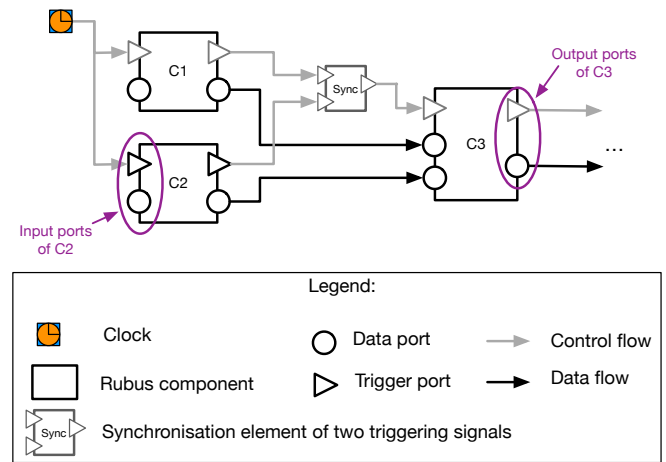 Output ports
of C3
C1
Sync
C3
...
C2
Input ports
of C2
Legend:
Clock
Data port
Control flow
Rubus component
Trigger port
Data flow
Sync
Synchronisation element of two triggering signals